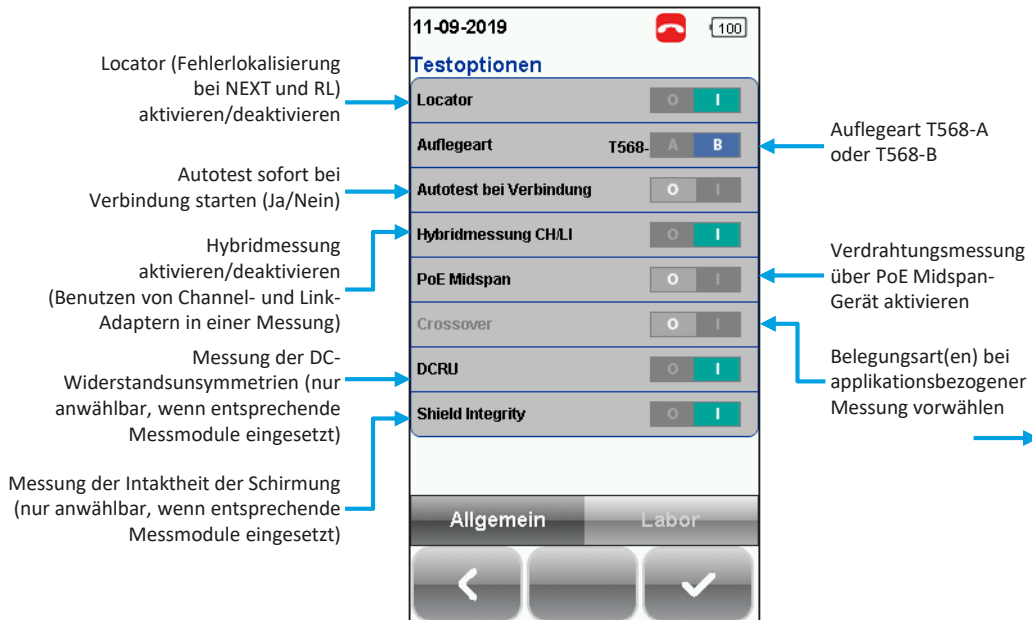 11-09-2019
100
Testoptionen
Locator (Fehlerlokalisierung
bei NEXT und RL)
aktivieren/deaktivieren
Locator O I
Auflegeart T568- A B
Auflegeart T568-A
oder T568-B
Autotest sofort bei
Verbindung starten (Ja/Nein)
Autotest bei Verbindung O I
Hybridmessung
aktivieren/deaktivieren
(Benutzen von Channel- und Link-
Adaptern in einer Messung)
Hybridmessung CH/LI O I
PoE Midspan O I
Verdrahtungsmessung
über PoE Midspan-
Gerät aktivieren
Crossover O I
Belegungsart(en) bei
applikationsbezogener
Messung vorwählen
Messung der DC-
Widerstandsunsymmetrien (nur
anwählbar, wenn entsprechende
Messmodule eingesetzt)
DCRU O I
Shield Integrity O I
Messung der Intaktheit der Schirmung
(nur anwählbar, wenn entsprechende
Messmodule eingesetzt)
Allgemein Labor